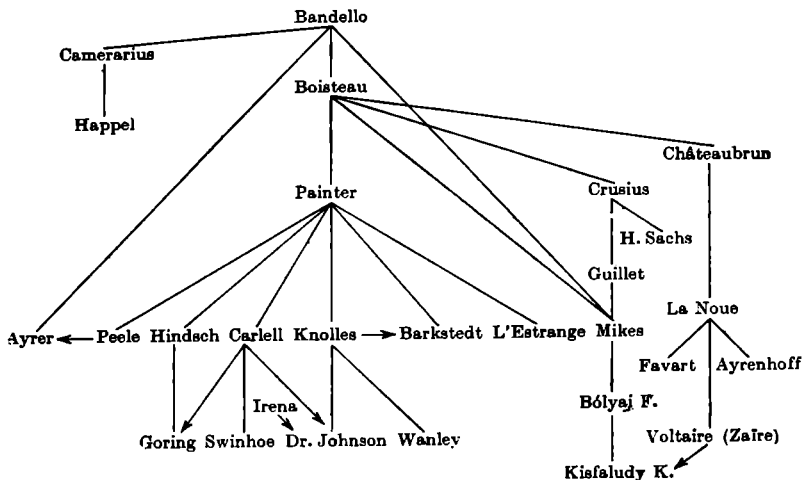 Bandello
Camerarius
Boisteau
Happel
Châteaubrun
Painter
Crusius
H. Sachs
Guillet
La Noue
Ayrer Peele Hindsch Carlell Knolles Barkstedt L'Estrange Mikes
Favart Ayrenhoff
Bólyaj F.
Irena
Goring Swinhoe Dr. Johnson Wanley
Voltaire (Zaïre)
Kisfaludy K.